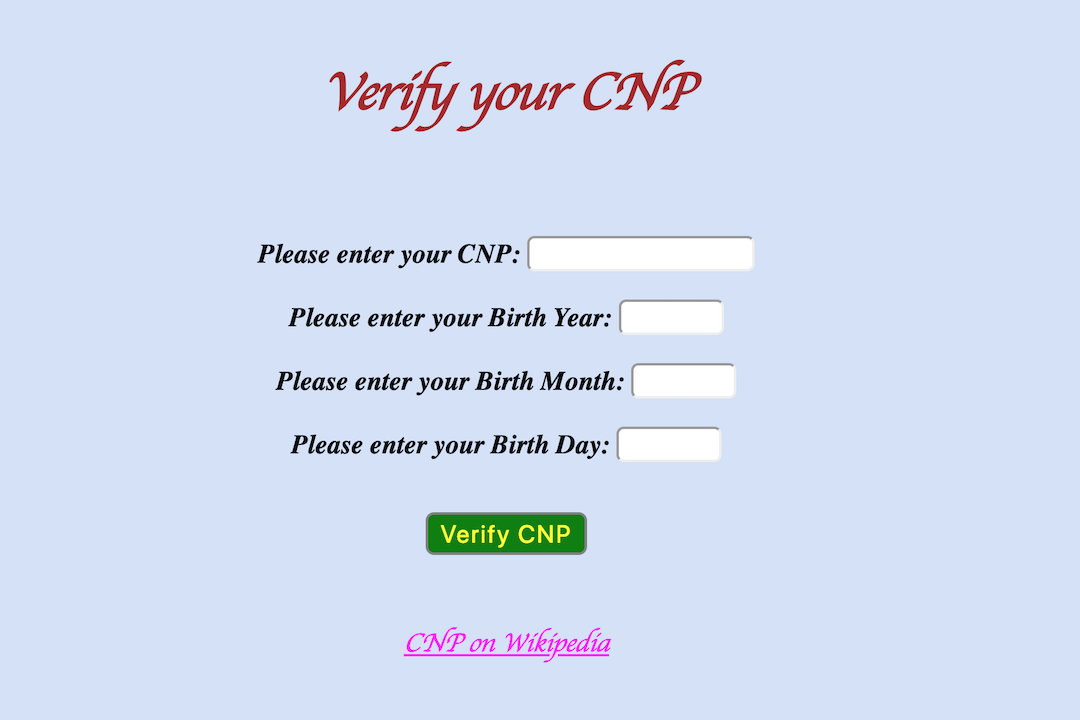 Verify your CNP
Please enter your CNP:
Please enter your Birth Year:
Please enter your Birth Month:
Please enter your Birth Day:
Verify CNP
CNP on Wikipedia